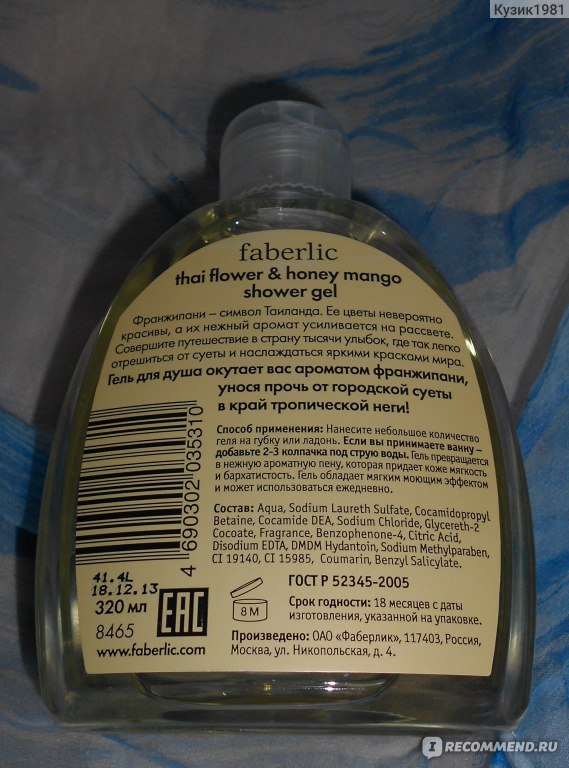 Кузик1981
faberlic
thai flower & honey mango
shower gel
Франжипани – символ Таиланда. Ее цветы невероятно
красивы, а их нежный аромат усиливается на рассвете.
Совершите путешествие в страну тысячи улыбок, где так легко
отрешиться от суеты и наслаждаться яркими красками мира.
Гель для душа окутает вас ароматом франжипани,
унося прочь от городской суеты
в край тропической неги!
Способ применения: Нанесите небольшое количество
геля на губку или ладонь. Если вы принимаете ванну –
добавьте 2-3 колпачка под струю воды. Гель превращается
в нежную ароматную пену, которая придает коже мягкость
и бархатистость. Гель обладает мягким моющим эффектом
и может использоваться ежедневно.
Состав: Aqua, Sodium Laureth Sulfate, Cocamidopropyl
Betaine, Cocamide DEA, Sodium Chloride, Glycereth-2
Cocoate, Fragrance, Benzophenone-4, Citric Acid,
Disodium EDTA, DMDM Hydantoin, Sodium Methylparaben,
CI 19140, CI 15985, Coumarin, Benzyl Salicylate.
4 690302 035310
41.4L
18.12.13
320 мл
8465
www.faberlic.com
EAC
8 M
ГОСТ Р 52345-2005
Срок годности: 18 месяцев с даты
изготовления, указанной на упаковке.
Произведено: ОАО «Фаберлик», 117403, Россия,
Москва, ул. Никопольская, д. 4.
IRECOMMEND.RU